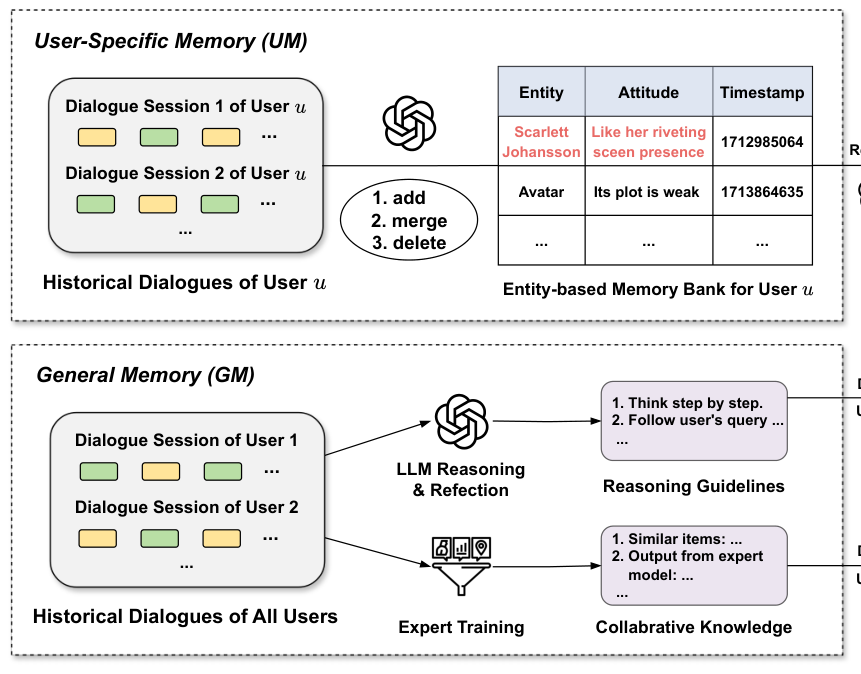 User-Specific Memory (UM)
Dialogue Session 1 of User u
...
Dialogue Session 2 of User u
...
...
Historical Dialogues of User u
1. add
2. merge
3. delete
Entity Attitude Timestamp
Scarlett Johansson Like her riveting sceen presence 1712985064
Avatar Its plot is weak 1713864635
... ... ...
Entity-based Memory Bank for User u
General Memory (GM)
Dialogue Session of User 1
...
Dialogue Session of User 2
...
...
Historical Dialogues of All Users
LLM Reasoning
& Refection
1. Think step by step.
2. Follow user's query ...
...
Reasoning Guidelines
Expert Training
1. Similar items: ...
2. Output from expert
model: ...
...
Collabrative Knowledge